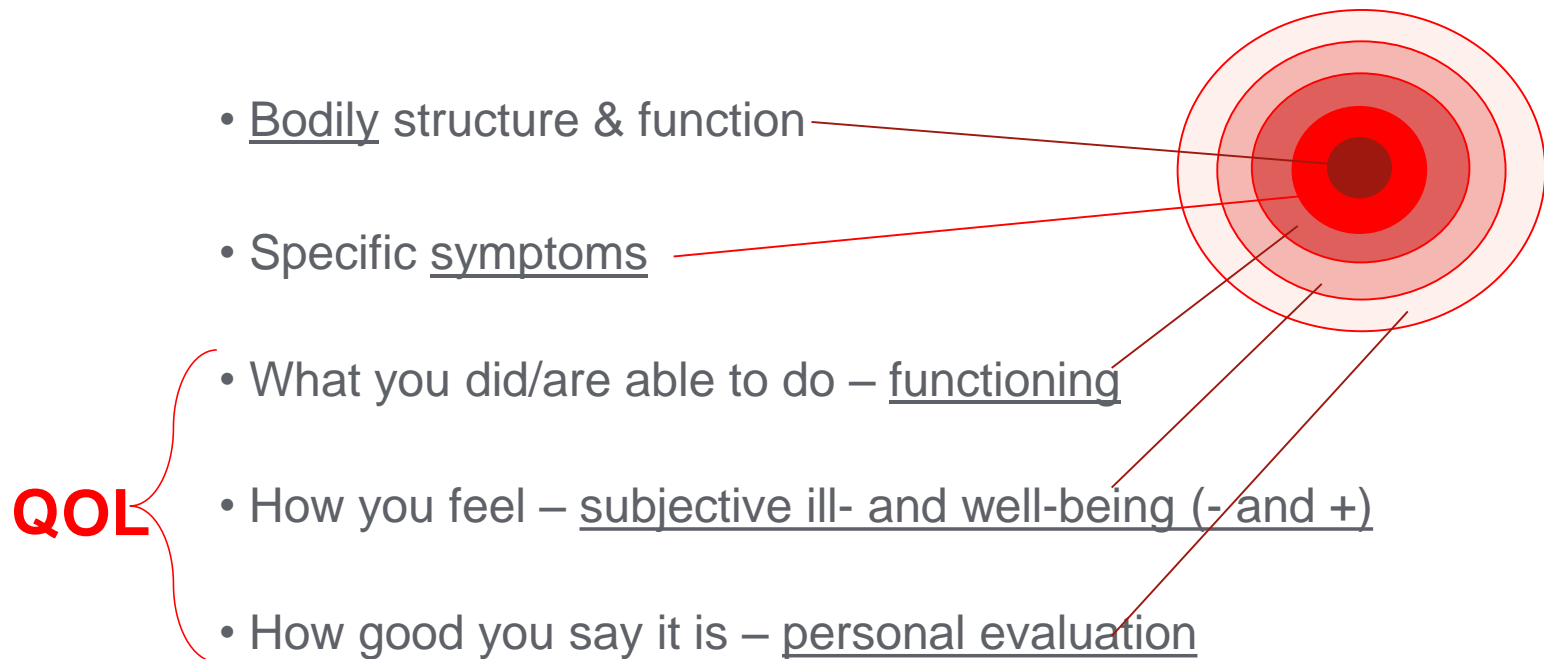 • Bodily structure & function
• Specific symptoms
• What you did/are able to do – functioning
QOL
• How you feel – subjective ill- and well-being (- and +)
• How good you say it is – personal evaluation